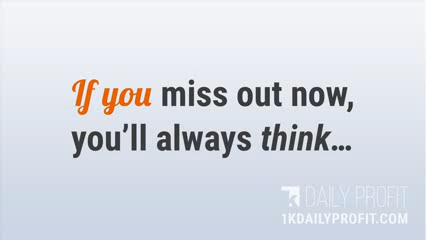 If you miss out now,
you’ll always think...
1K DAILY PROFIT
1KDAILYPROFIT.COM